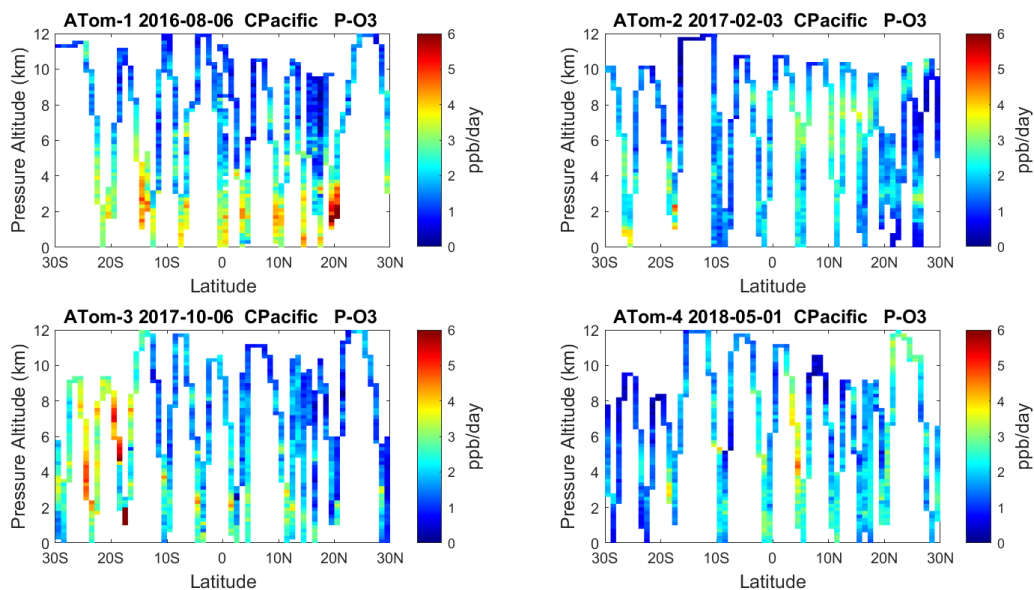 ATom-1 2016-08-06 CPacific P-O3
Pressure Altitude (km)
12
10
8
6
4
2
0
30S 20S 10S 0 10N 20N 30N
Latitude
6
5
4
3
2
1
0
ppb/day
ATom-2 2017-02-03 CPacific P-O3
Pressure Altitude (km)
12
10
8
6
4
2
0
30S 20S 10S 0 10N 20N 30N
Latitude
6
5
4
3
2
1
0
ppb/day
ATom-3 2017-10-06 CPacific P-O3
Pressure Altitude (km)
12
10
8
6
4
2
0
30S 20S 10S 0 10N 20N 30N
Latitude
6
5
4
3
2
1
0
ppb/day
ATom-4 2018-05-01 CPacific P-O3
Pressure Altitude (km)
12
10
8
6
4
2
0
30S 20S 10S 0 10N 20N 30N
Latitude
6
5
4
3
2
1
0
ppb/day